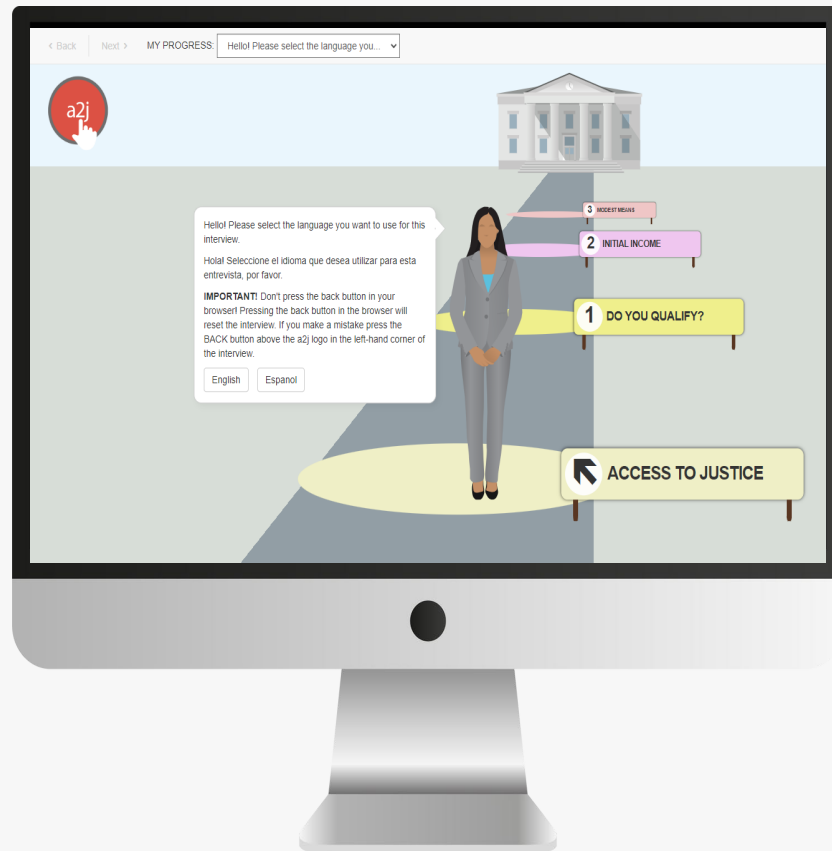 < Back
Next >
MY PROGRESS:
Hello! Please select the language you...
a2j
Hello! Please select the language you want to use for this
interview.
Hola! Seleccione el idioma que desea utilizar para esta
entrevista, por favor.
IMPORTANT! Don't press the back button in your
browser! Pressing the back button in the browser will
reset the interview. If you make a mistake press the
BACK button above the a2j logo in the left-hand corner of
the interview.
English
Espanol
3 MODEST MEANS
2 INITIAL INCOME
1 DO YOU QUALIFY?
ACCESS TO JUSTICE